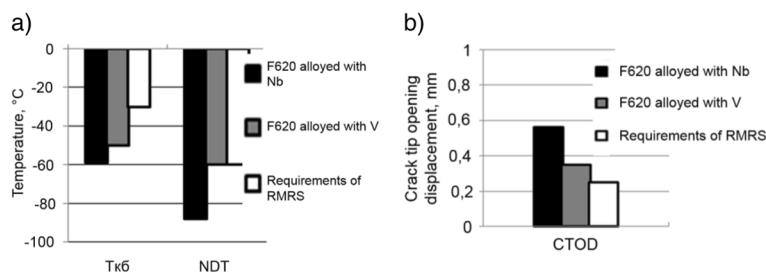 a)
Temperature, °C
0
-20
-40
-60
-80
-100
Ткб
NDT
F620 alloyed with
Nb
F620 alloyed with V
Requirements of
RMRS
b)
Crack tip opening
displacement, mm
1
0,8
0,6
0,4
0,2
0
CTOD
F620 alloyed with Nb
F620 alloyed with V
Requirements of RMRS